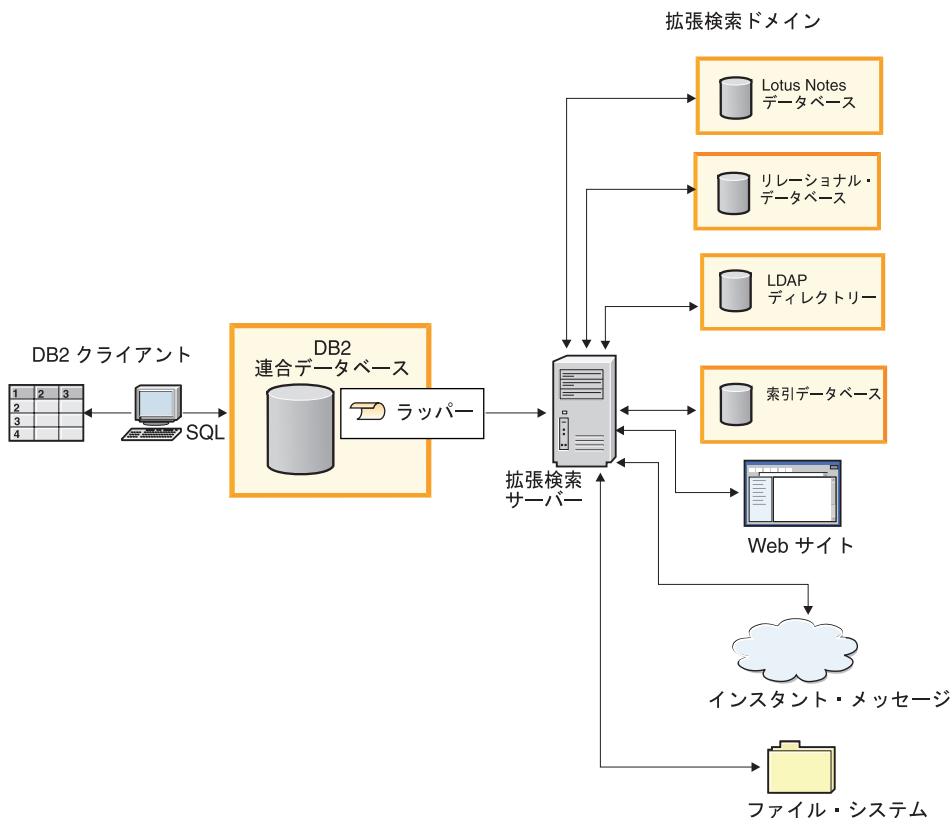 拡張検索ドメイン
Lotus Notes
データベース
リレーショナル・
データベース
LDAP
ディレクトリー
DB2 クライアント
1 2 3
2
3
4
SQL
DB2
連合データベース
ラッパー
拡張検索
サーバー
索引データベース
Web サイト
インスタント・メッセージ
ファイル・システム